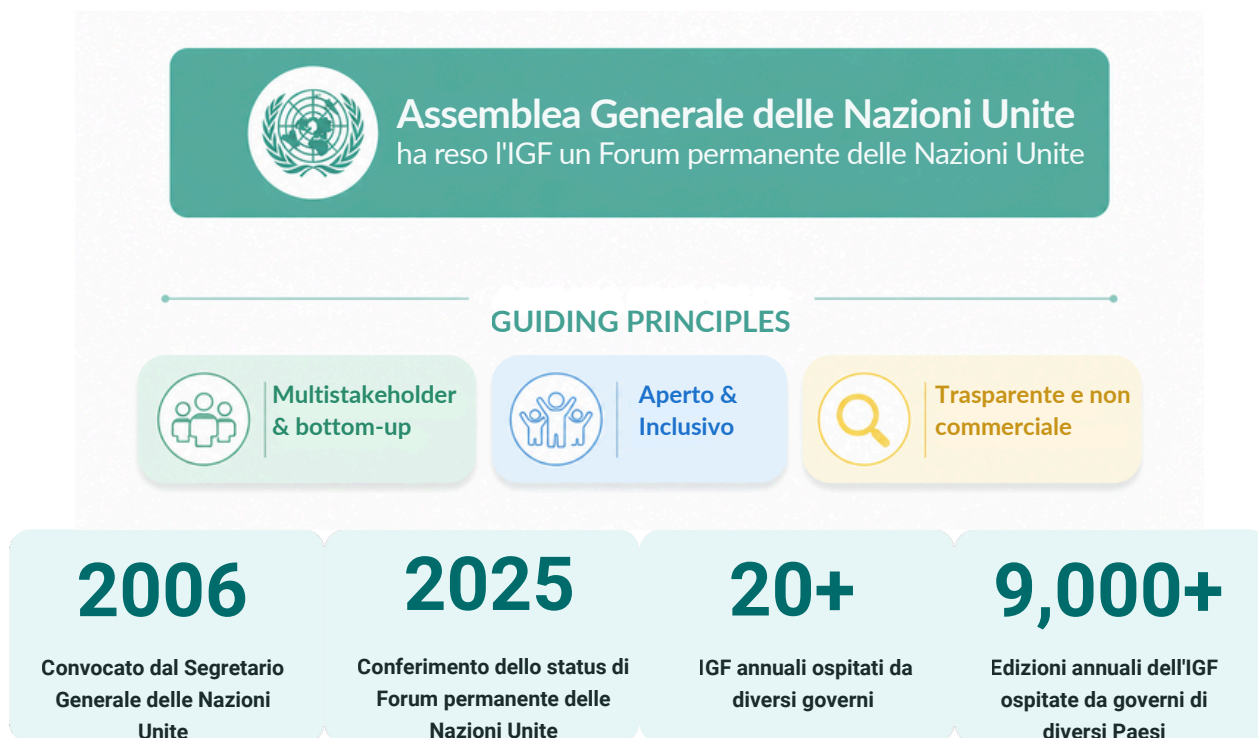 Assemblea Generale delle Nazioni Unite
ha reso l'IGF un Forum permanente delle Nazioni Unite
GUIDING PRINCIPLES
Multistakeholder
& bottom-up
Aperto &
Inclusivo
Trasparente e non
commerciale
2006
Convocato dal Segretario
Generale delle Nazioni
Unite
2025
Conferimento dello status di
Forum permanente delle
Nazioni Unite
20+
IGF annuali ospitati da
diversi governi
9,000+
Edizioni annuali dell'IGF
ospitate da governi di
diversi Paesi